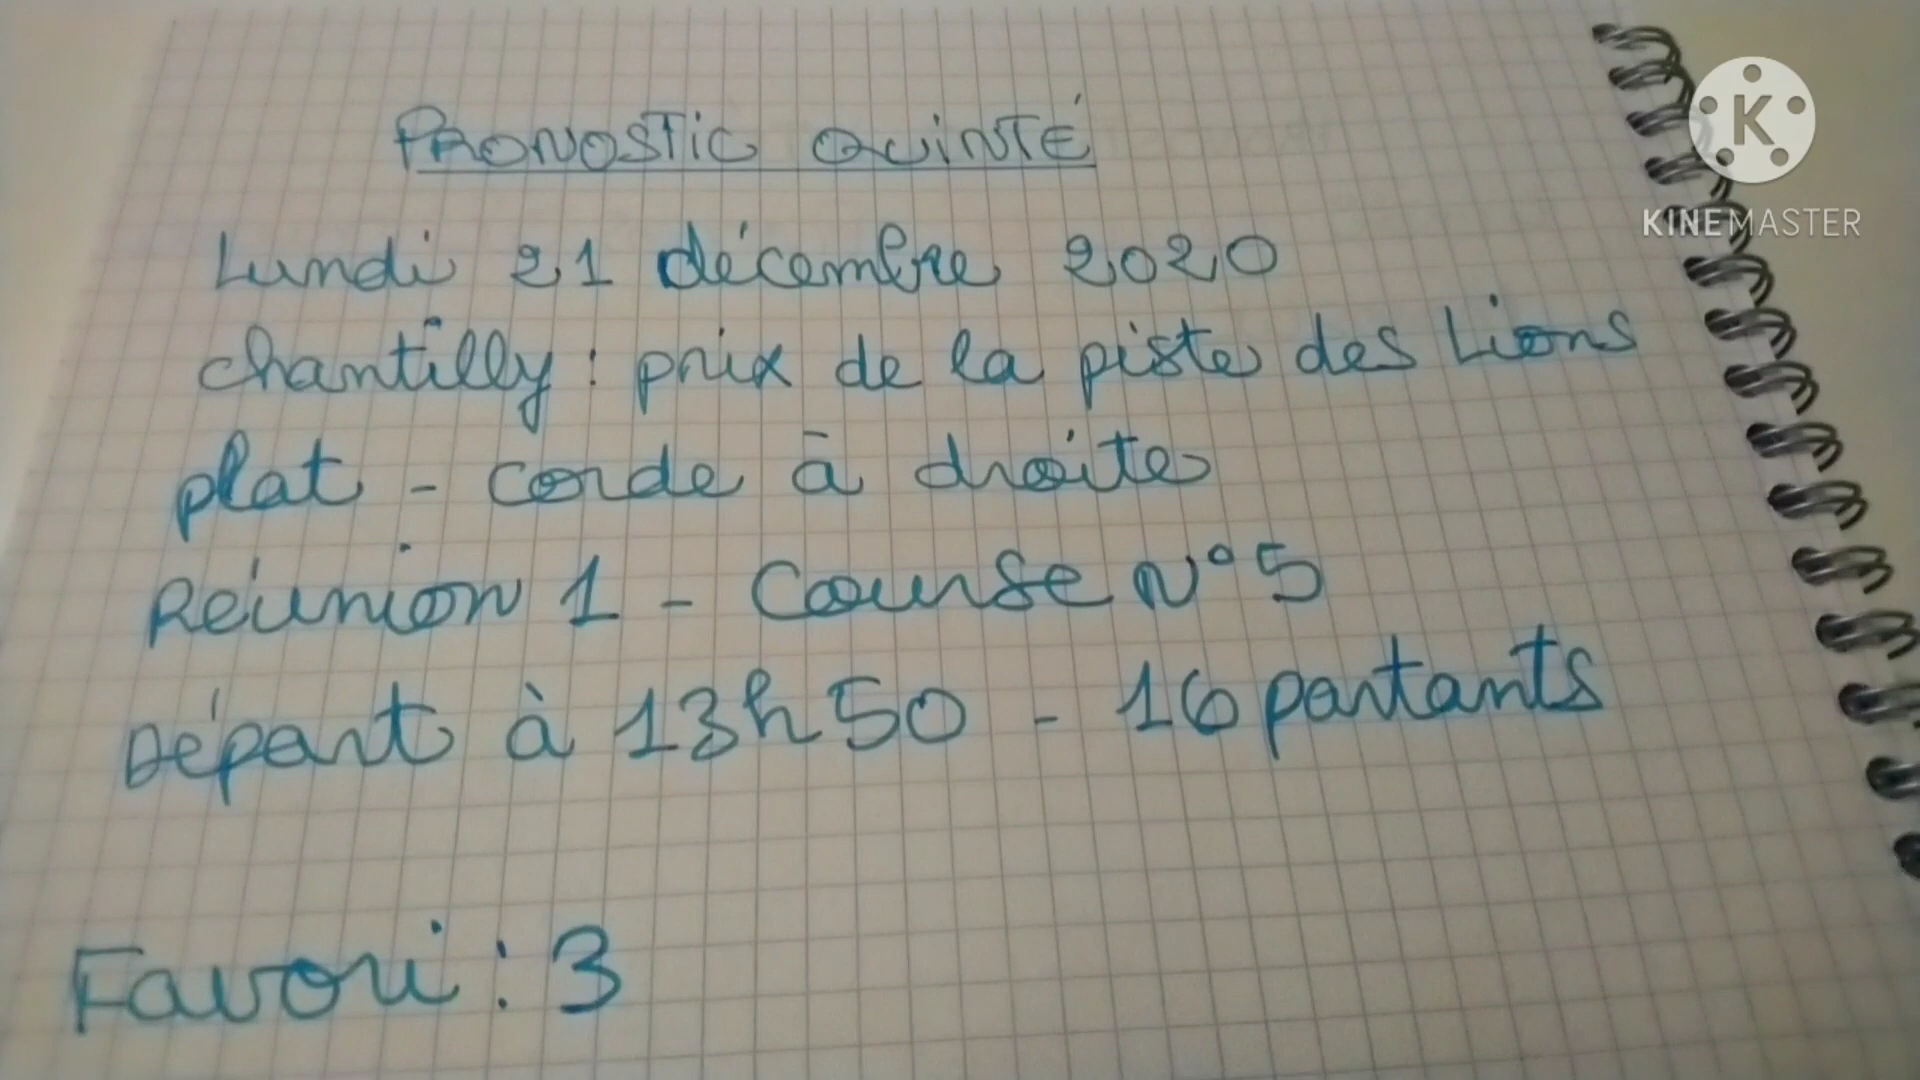 PRONOSTIC QUINTÉ
Lundi 21 décembre 2020
chantilly : prix de la piste des Lions
plat - corde à droite
Réunion 1 - Course N° 5
Départ à 13h50 - 16 partants
Favori : 3
K
KINEMASTER